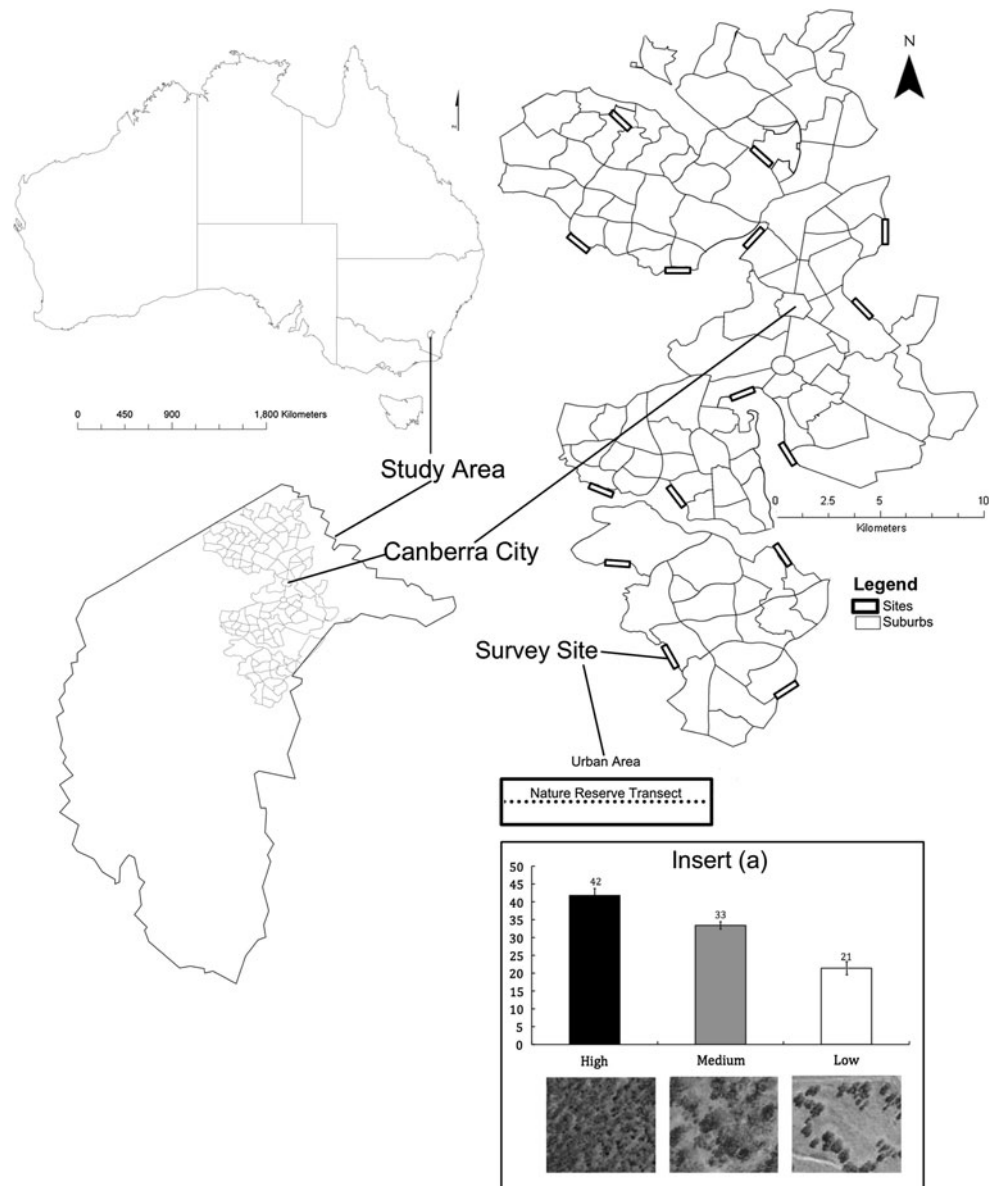 N
0 450 900 1,800 Kilometers
Study Area
Canberra City
0 2.5 5 10
Kilometers
Legend
Sites
Suburbs
Survey Site
Urban Area
Nature Reserve Transect
Insert (a)
50
45
40
35
30
25
20
15
10
5
0
42
33
21
High Medium Low